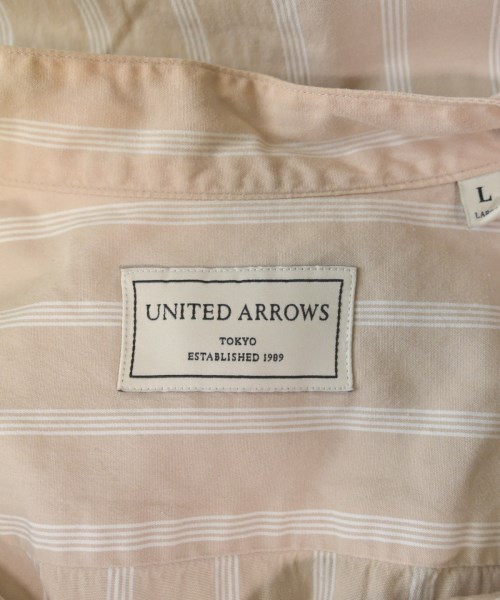 L
UNITED ARROWS
TOKYO
ESTABLISHED 1989